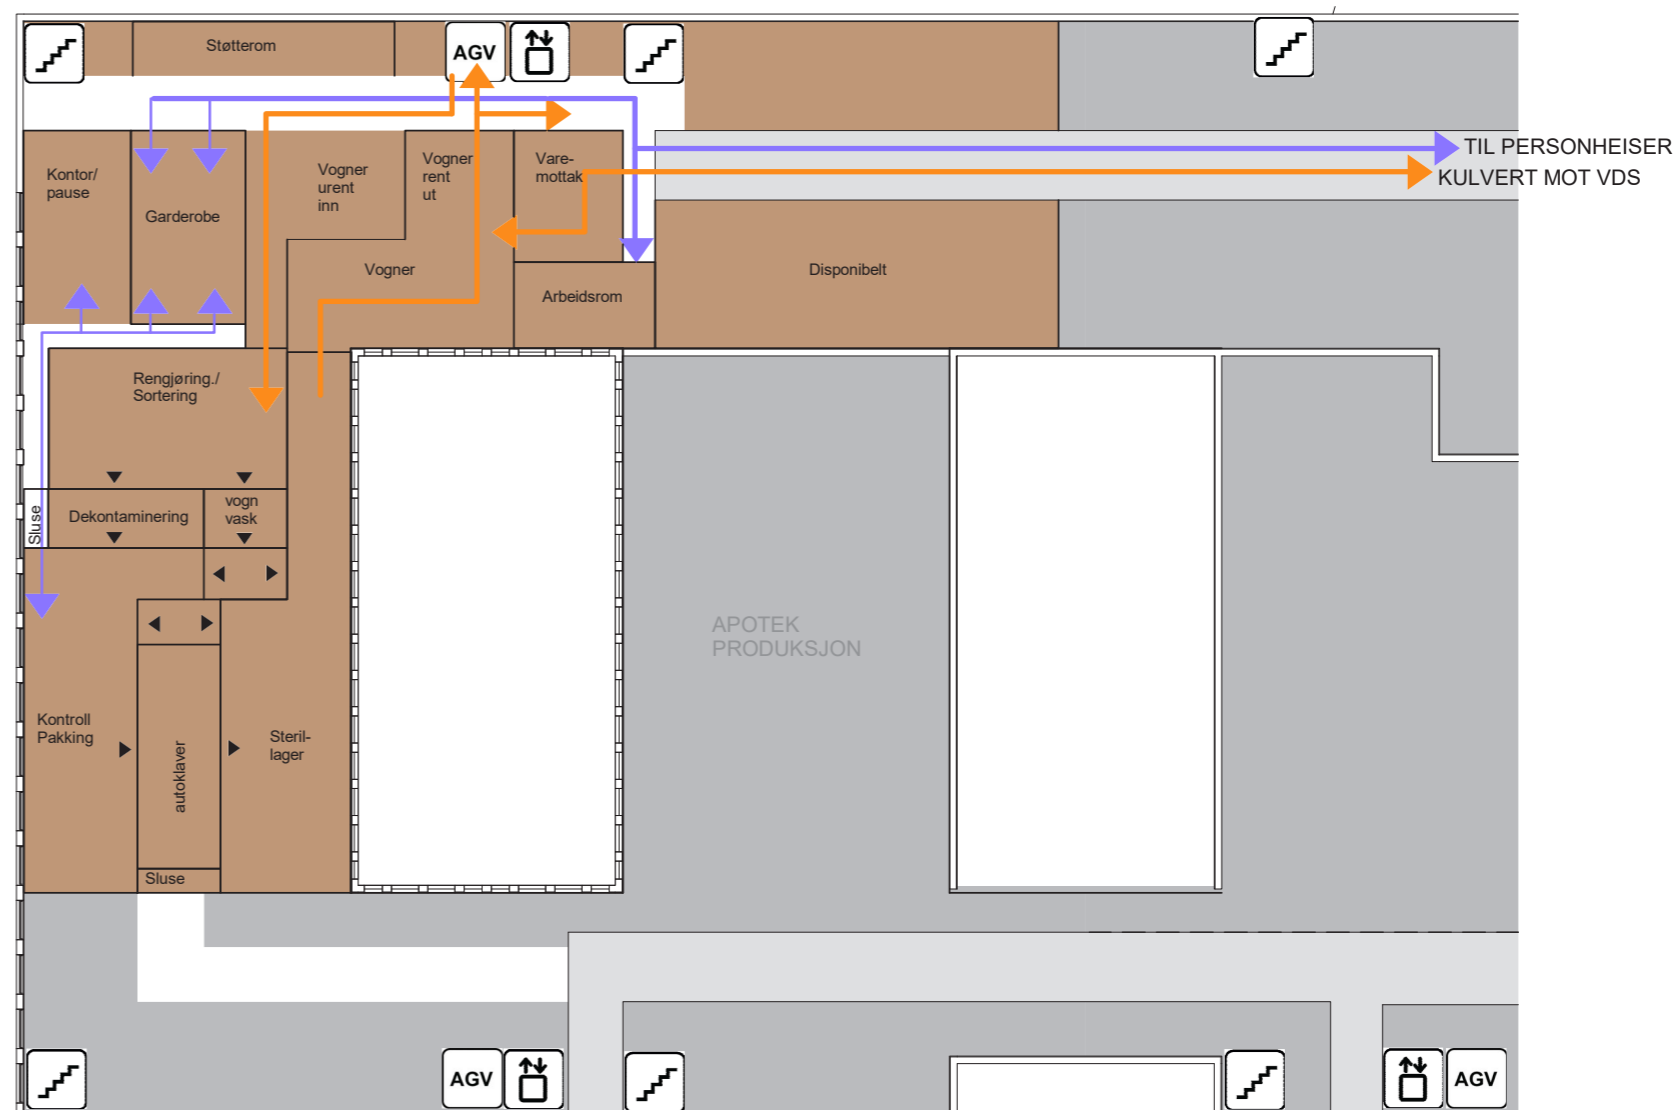 Støtterom
AGV
TIL PERSONHEISER
KULVERT MOT VDS
Kontor/
pause
Garderobe
Vogner
urent
inn
Vogner
rent
ut
Vare-
mottak
Vogner
Arbeidsrom
Disponibelt
Rengjøring./
Sortering
Sluse
Dekontaminering
vogn
vask
APOTEK
PRODUKSJON
Kontroll
Pakking
autoklaver
Steril-
lager
Sluse
AGV
AGV